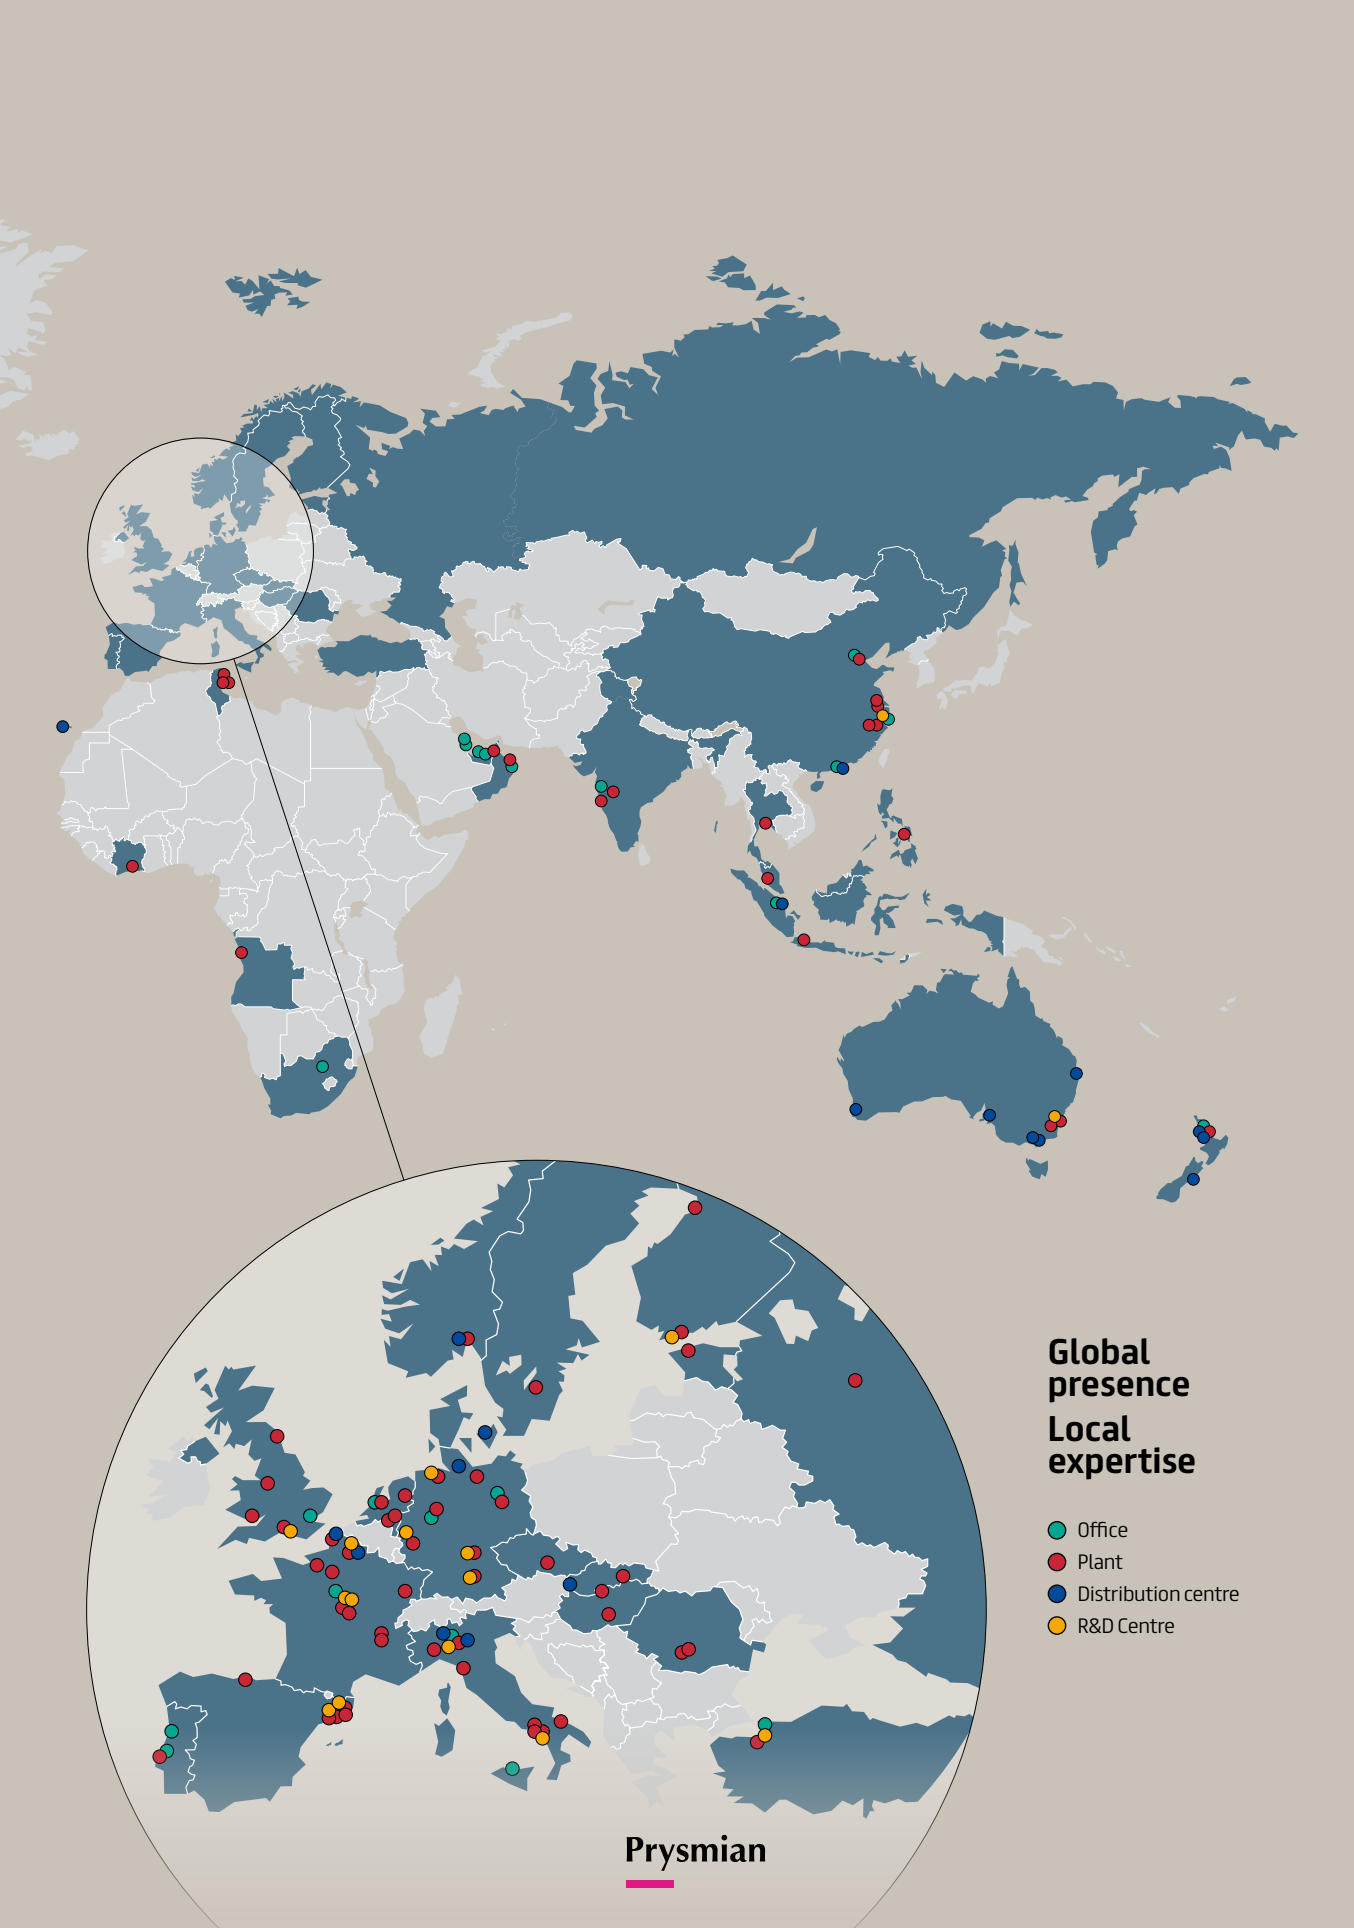 Global
presence
Local
expertise
Office
Plant
Distribution centre
R&D Centre
Prysmian